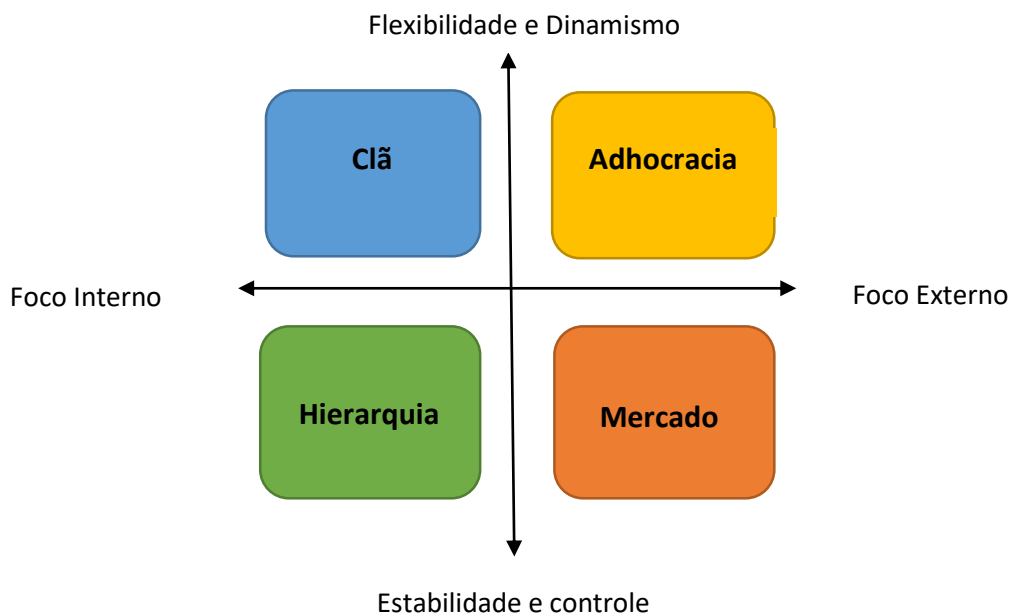 Flexibilidade e Dinamismo
Clã
Adhocracia
Foco Interno
Foco Externo
Hierarquia
Mercado
Estabilidade e controle